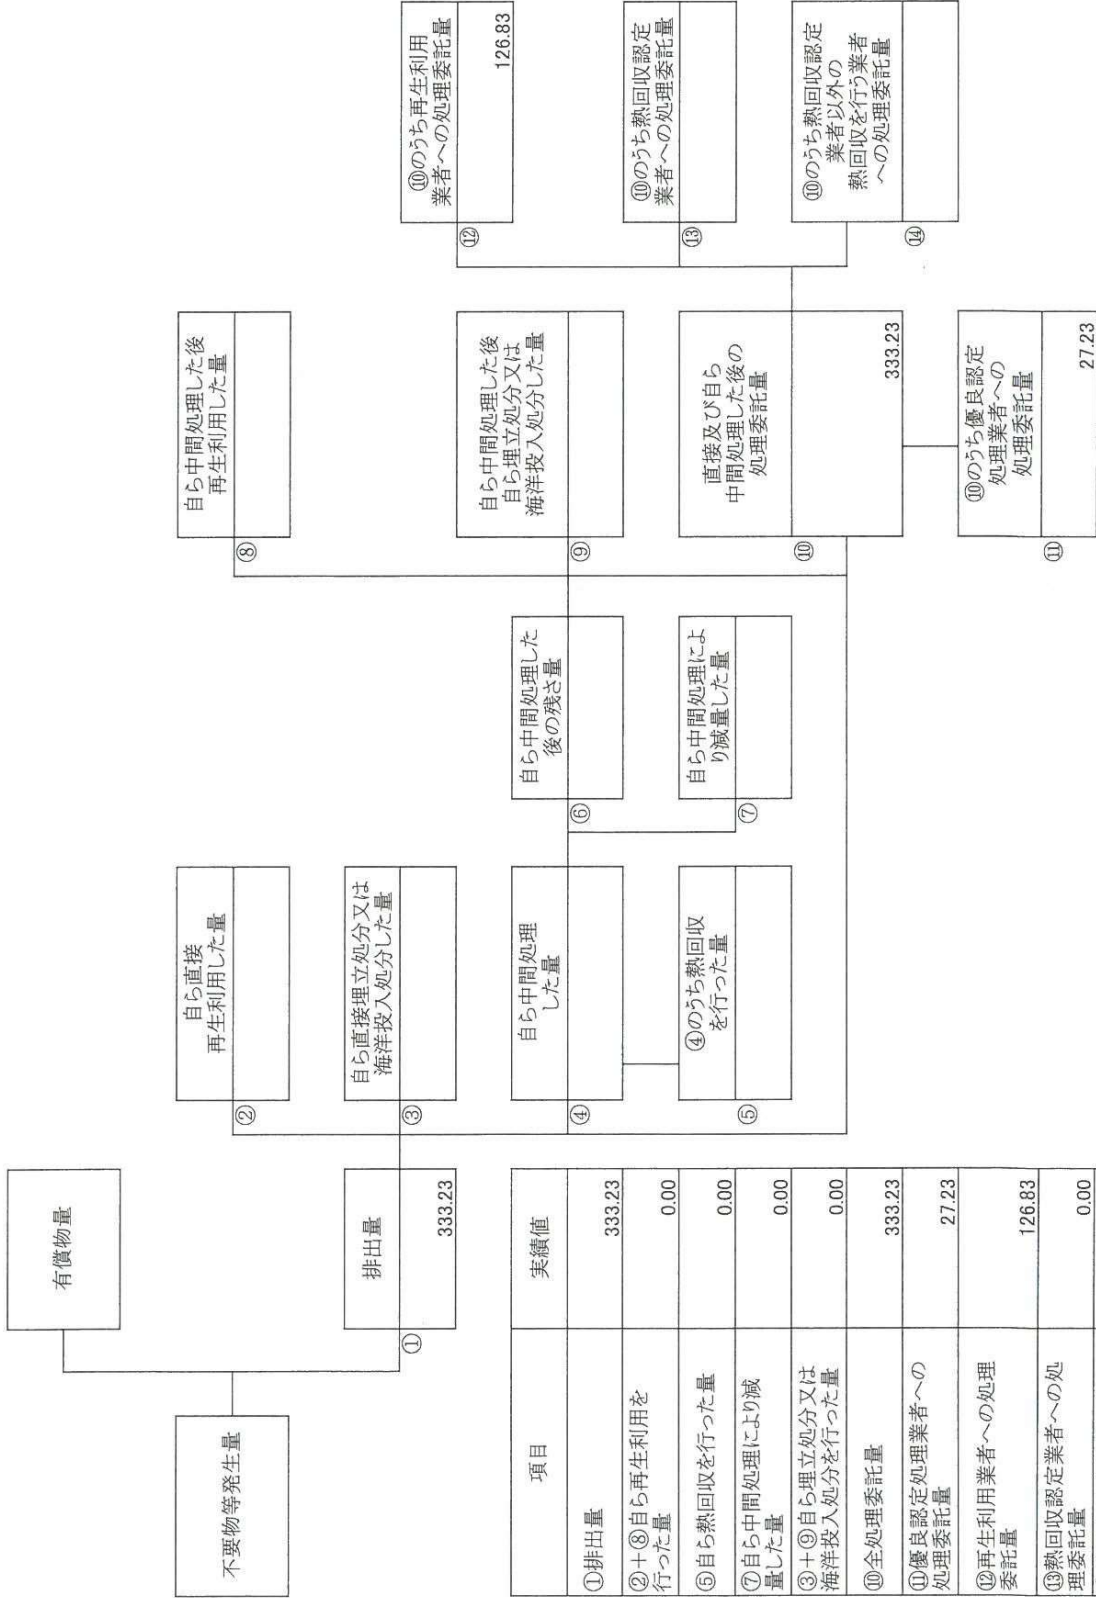 不要物等発生量
有償物量
排出量
①
333.23
自ら直接
再生利用した量
②
自ら直接埋立処分又は
海洋投入処分した量
③
自ら中間処理
した量
④
④のうち熱回収
を行った量
⑤
自ら中間処理した
後の残さ量
⑥
自ら中間処理によ
り減量した量
⑦
自ら中間処理した後
再生利用した量
⑧
自ら中間処理した後
自ら埋立処分又は
海洋投入処分した量
⑨
直接及び自ら
中間処理した後の
処理委託量
⑩
333.23
⑩のうち優良認定
処理業者への
処理委託量
⑪
27.23
⑩のうち再生利用
業者への処理委託量
⑫
126.83
⑩のうち熱回収認定
業者への処理委託量
⑬
⑩のうち熱回収認定
業者以外の
熱回収を行う業者
への処理委託量
⑭
項目 実績値
①排出量 333.23
②+⑧自ら再生利用を
行った量 0.00
⑤自ら熱回収を行った量 0.00
⑦自ら中間処理により減
量した量 0.00
③+⑨自ら埋立処分又は
海洋投入処分を行った量 0.00
⑩全処理委託量 333.23
⑪優良認定処理業者への
処理委託量 27.23
⑫再生利用業者への処理
委託量 126.83
⑬熱回収認定業者への処
理委託量 0.00